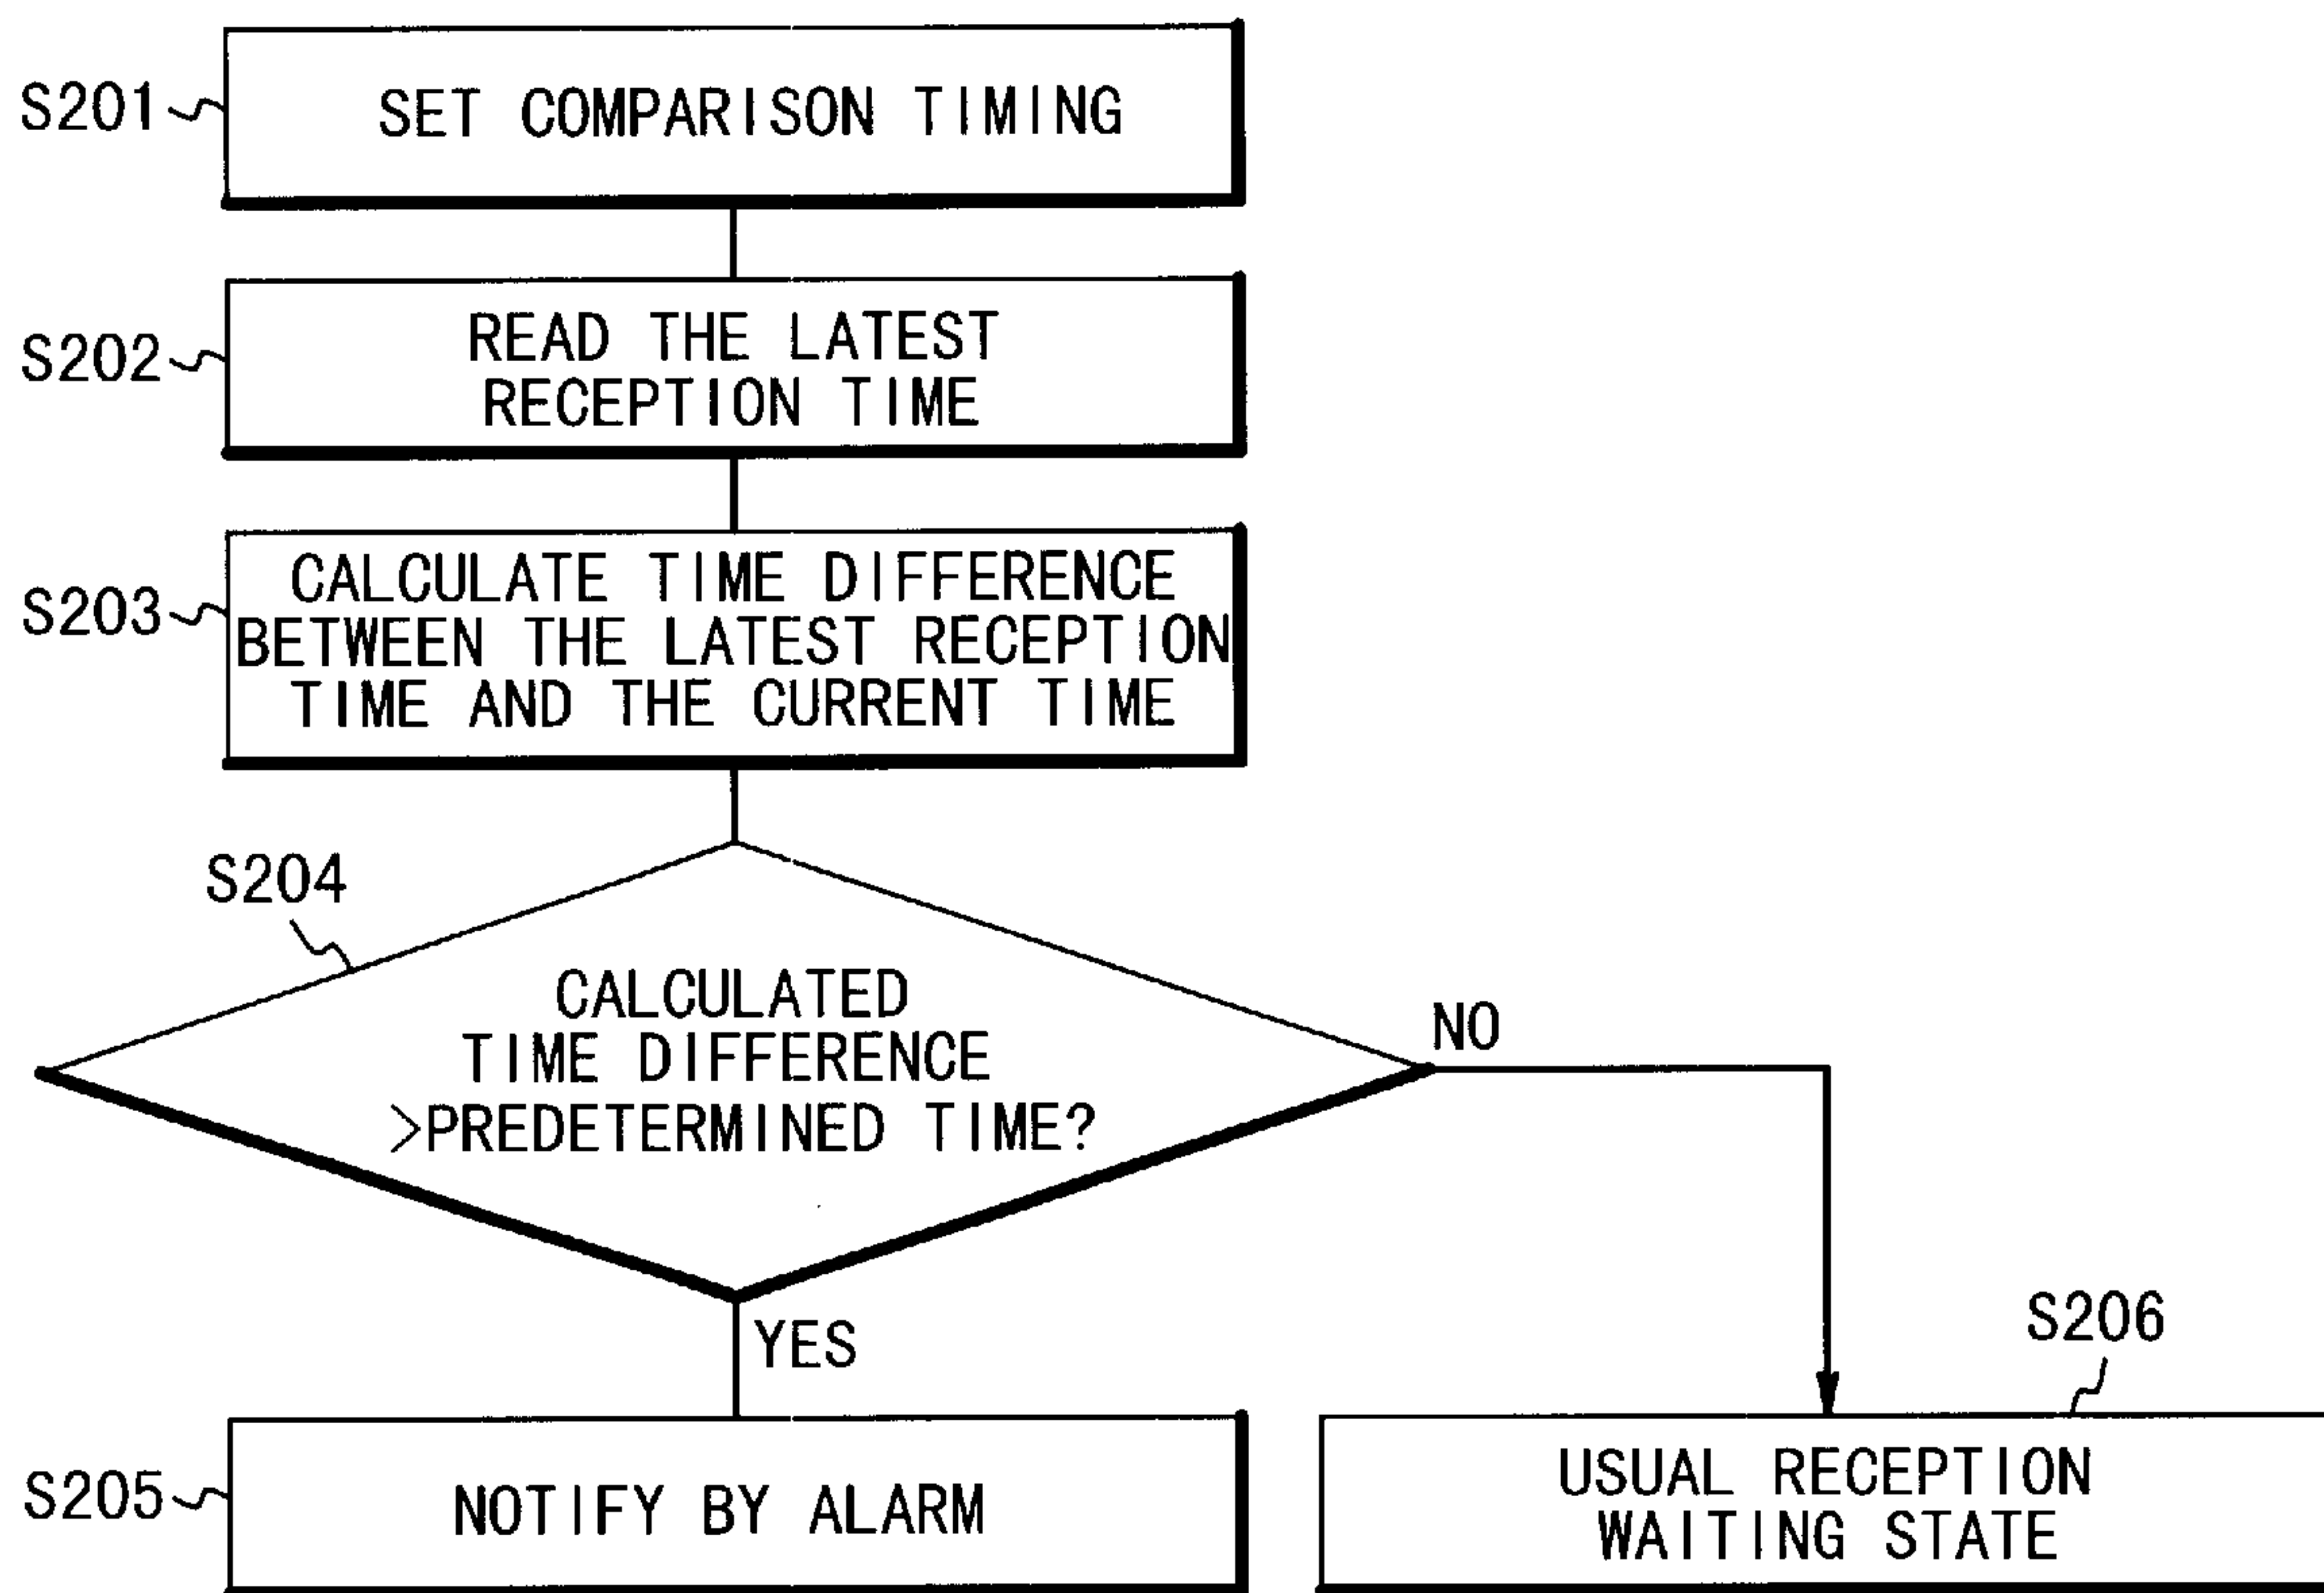 S201
SET COMPARISON TIMING
S202
READ THE LATEST
RECEPTION TIME
S203
CALCULATE TIME DIFFERENCE
BETWEEN THE LATEST RECEPTION
TIME AND THE CURRENT TIME
S204
CALCULATED
TIME DIFFERENCE
>PREDETERMINED TIME?
NO
YES
S205
NOTIFY BY ALARM
S206
USUAL RECEPTION
WAITING STATE